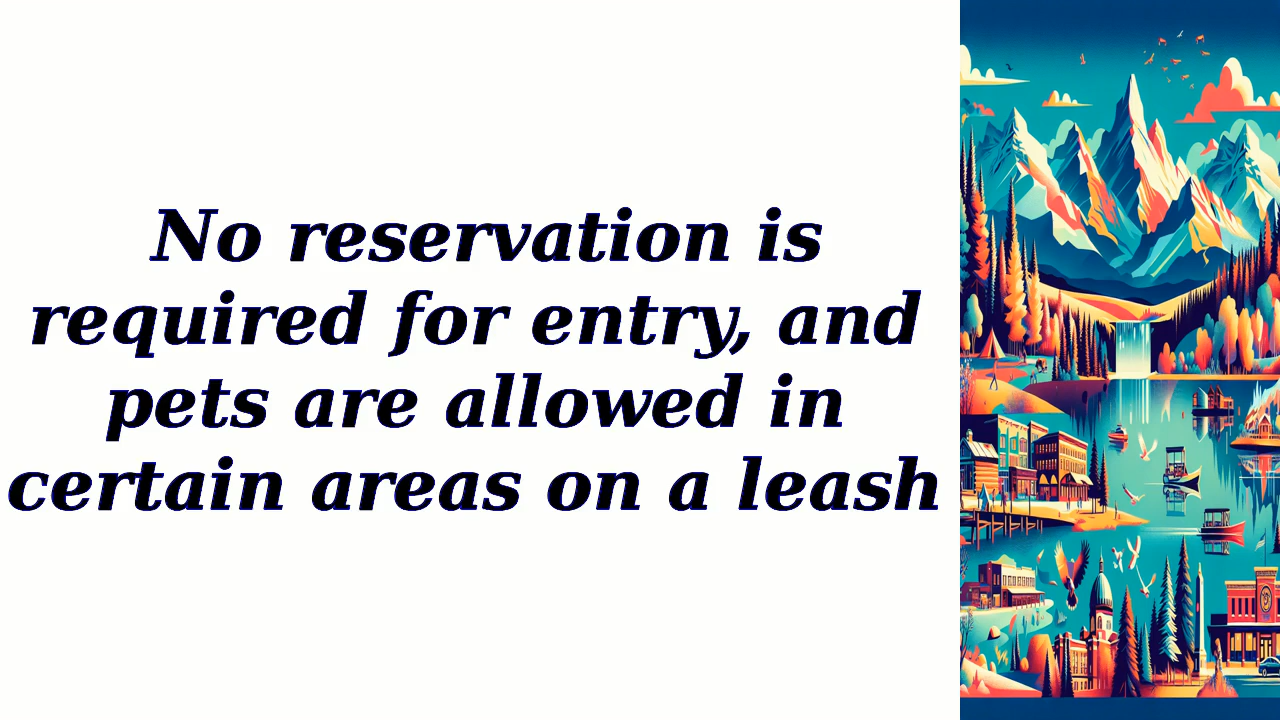 No reservation is
required for entry, and
pets are allowed in
certain areas on a leash